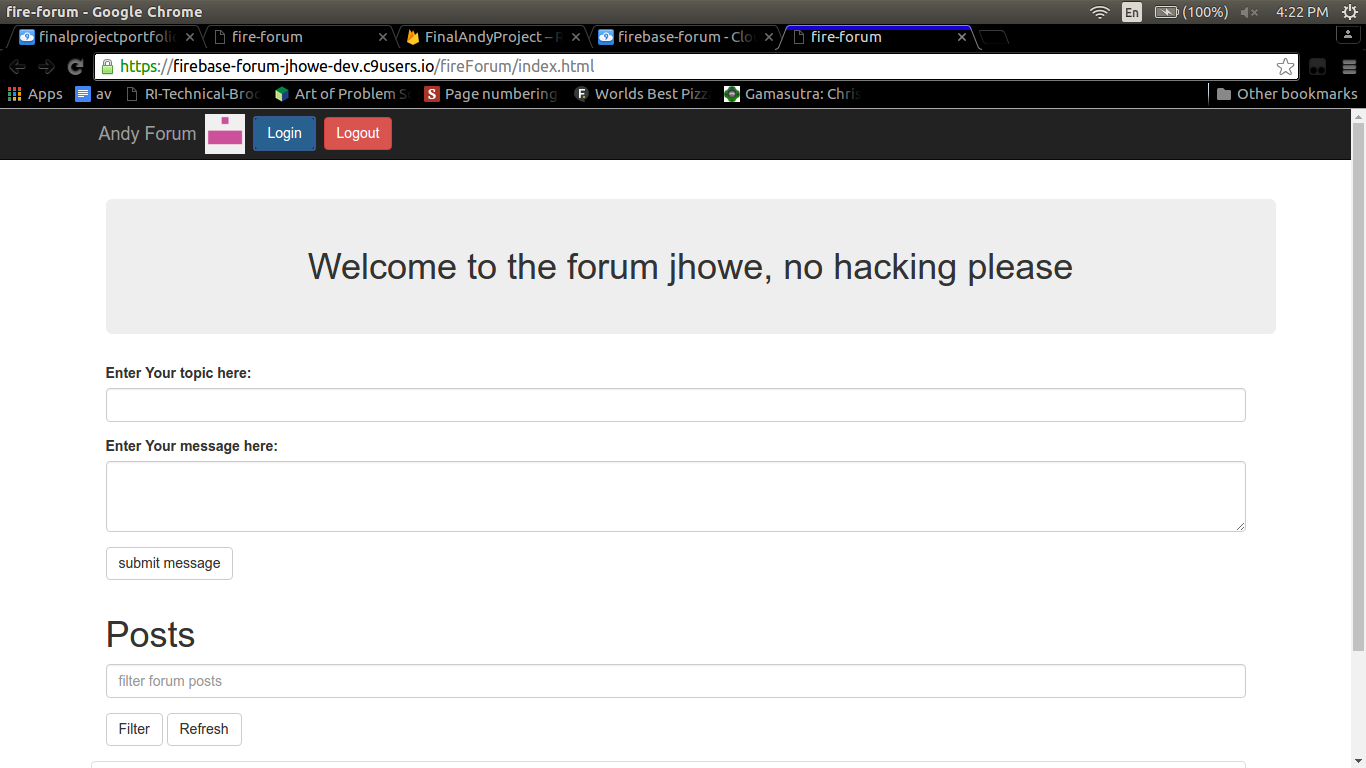 fire-forum - Google Chrome
En (100%) 4:22 PM
finalprojectportfoli fire-forum FinalAndyProject – firebase-forum - Clo fire-forum
https://firebase-forum-jhowe-dev.c9users.io/fireForum/index.html
Apps av RI-Technical-Broc Art of Problem S Page numbering Worlds Best Pizz Gamasutra: Chris Other bookmarks
Andy Forum Login Logout
Welcome to the forum jhowe, no hacking please
Enter Your topic here:
Enter Your message here:
submit message
Posts
filter forum posts
Filter Refresh